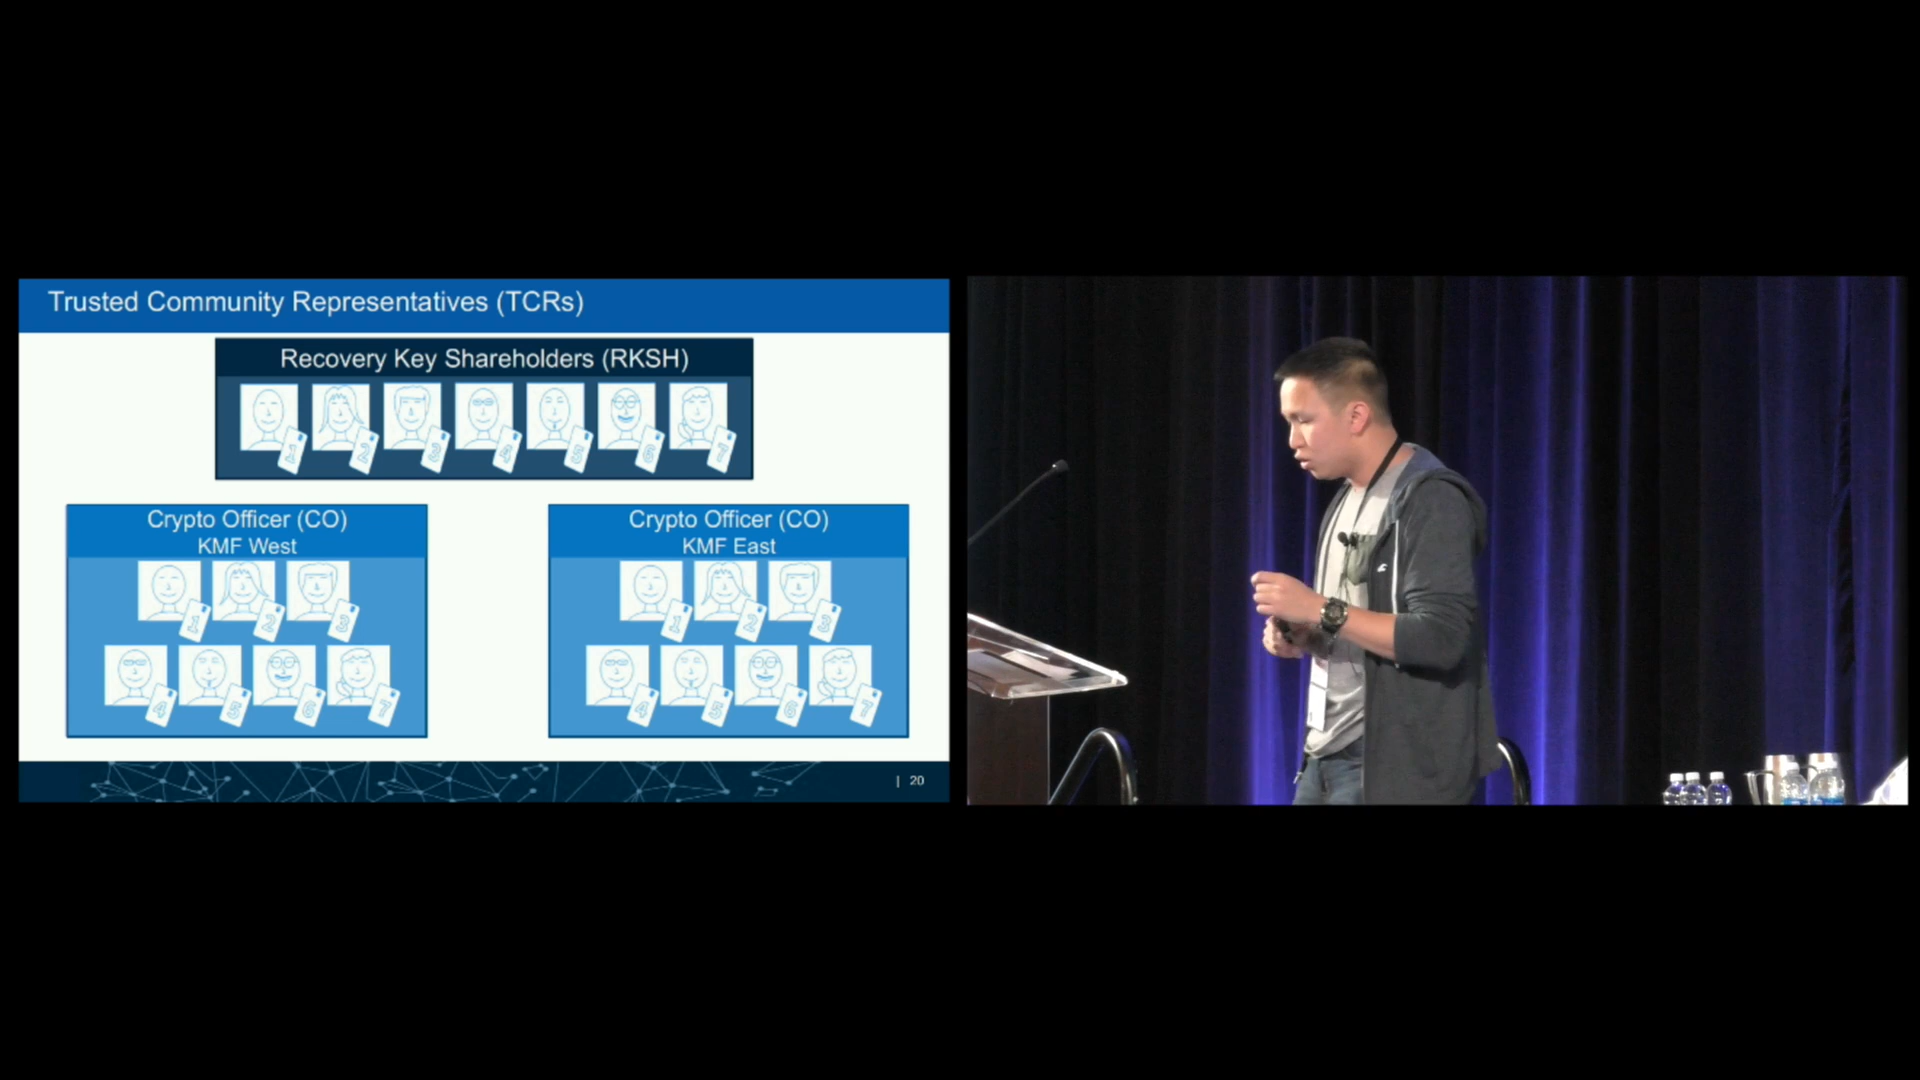 Trusted Community Representatives (TCRs)
Recovery Key Shareholders (RKSH)
1 2 3 4 5 6 7
Crypto Officer (CO)
KMF West
1 2 3
4 5 6 7
Crypto Officer (CO)
KMF East
1 2 3
4 5 6 7
| 20